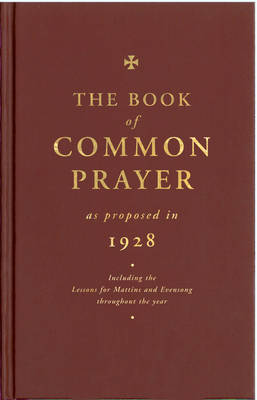 THE BOOK
of
COMMON
PRAYER
as proposed in
1928
Including the
Lessons for Mattins and Evensong
throughout the year